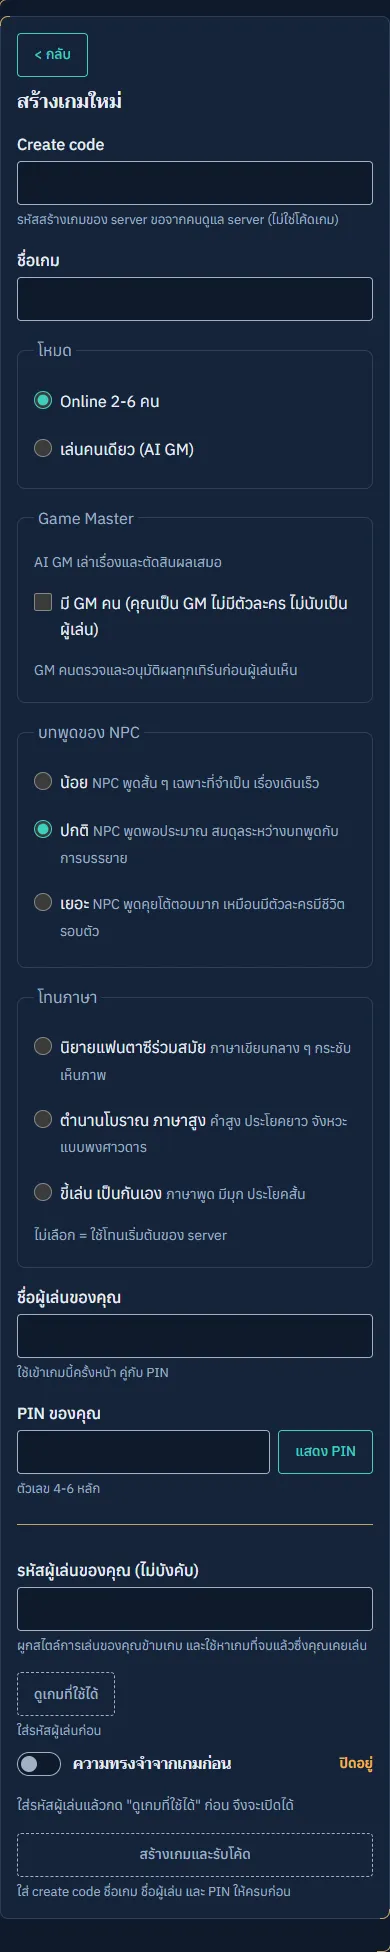 < กลับ
สร้างเกมใหม่
Create code
รหัสสร้างเกมของ server ขอจากคนดูแล server (ไม่ใช่โค้ดเกม)
ชื่อเกม
โหมด
Online 2-6 คน
เล่นคนเดียว (AI GM)
Game Master
AI GM เล่าเรื่องและตัดสินผลเสมอ
มี GM คน (คุณเป็น GM ไม่มีตัวละคร ไม่นับเป็น
ผู้เล่น)
GM คนตรวจและอนุมัติผลทุกเทิร์นก่อนผู้เล่นเห็น
บทพูดของ NPC
น้อย NPC พูดสั้น ๆ เฉพาะที่จำเป็น เรื่องเดินเร็ว
ปกติ NPC พูดพอประมาณ สมดุลระหว่างบทพูดกับ
การบรรยาย
เยอะ NPC พูดคุยโต้ตอบมาก เหมือนมีตัวละครมีชีวิต
รอบตัว
โทนภาษา
นิยายแฟนตาซีร่วมสมัย ภาษาเขียนกลาง ๆ กระชับ
เห็นภาพ
ตำนานโบราณ ภาษาสูง คำสูง ประโยคยาว จังหวะ
แบบพงศาวดาร
ขี้เล่น เป็นกันเอง ภาษาพูด มีมุก ประโยคสั้น
ไม่เลือก = ใช้โทนเริ่มต้นของ server
ชื่อผู้เล่นของคุณ
ใช้เข้าเกมนี้ครั้งหน้า คู่กับ PIN
PIN ของคุณ
แสดง PIN
ตัวเลข 4-6 หลัก
รหัสผู้เล่นของคุณ (ไม่บังคับ)
ผูกสไตล์การเล่นของคุณข้ามเกม และใช้หาเกมที่จบแล้วซึ่งคุณเคยเล่น
ดูเกมที่ใช้ได้
ใส่รหัสผู้เล่นก่อน
ความทรงจำจากเกมก่อน ปิดอยู่
ใส่รหัสผู้เล่นแล้วกด "ดูเกมที่ใช้ได้" ก่อน จึงจะเปิดได้
สร้างเกมและรับโค้ด
ใส่ create code ชื่อเกม ชื่อผู้เล่น และ PIN ให้ครบก่อน